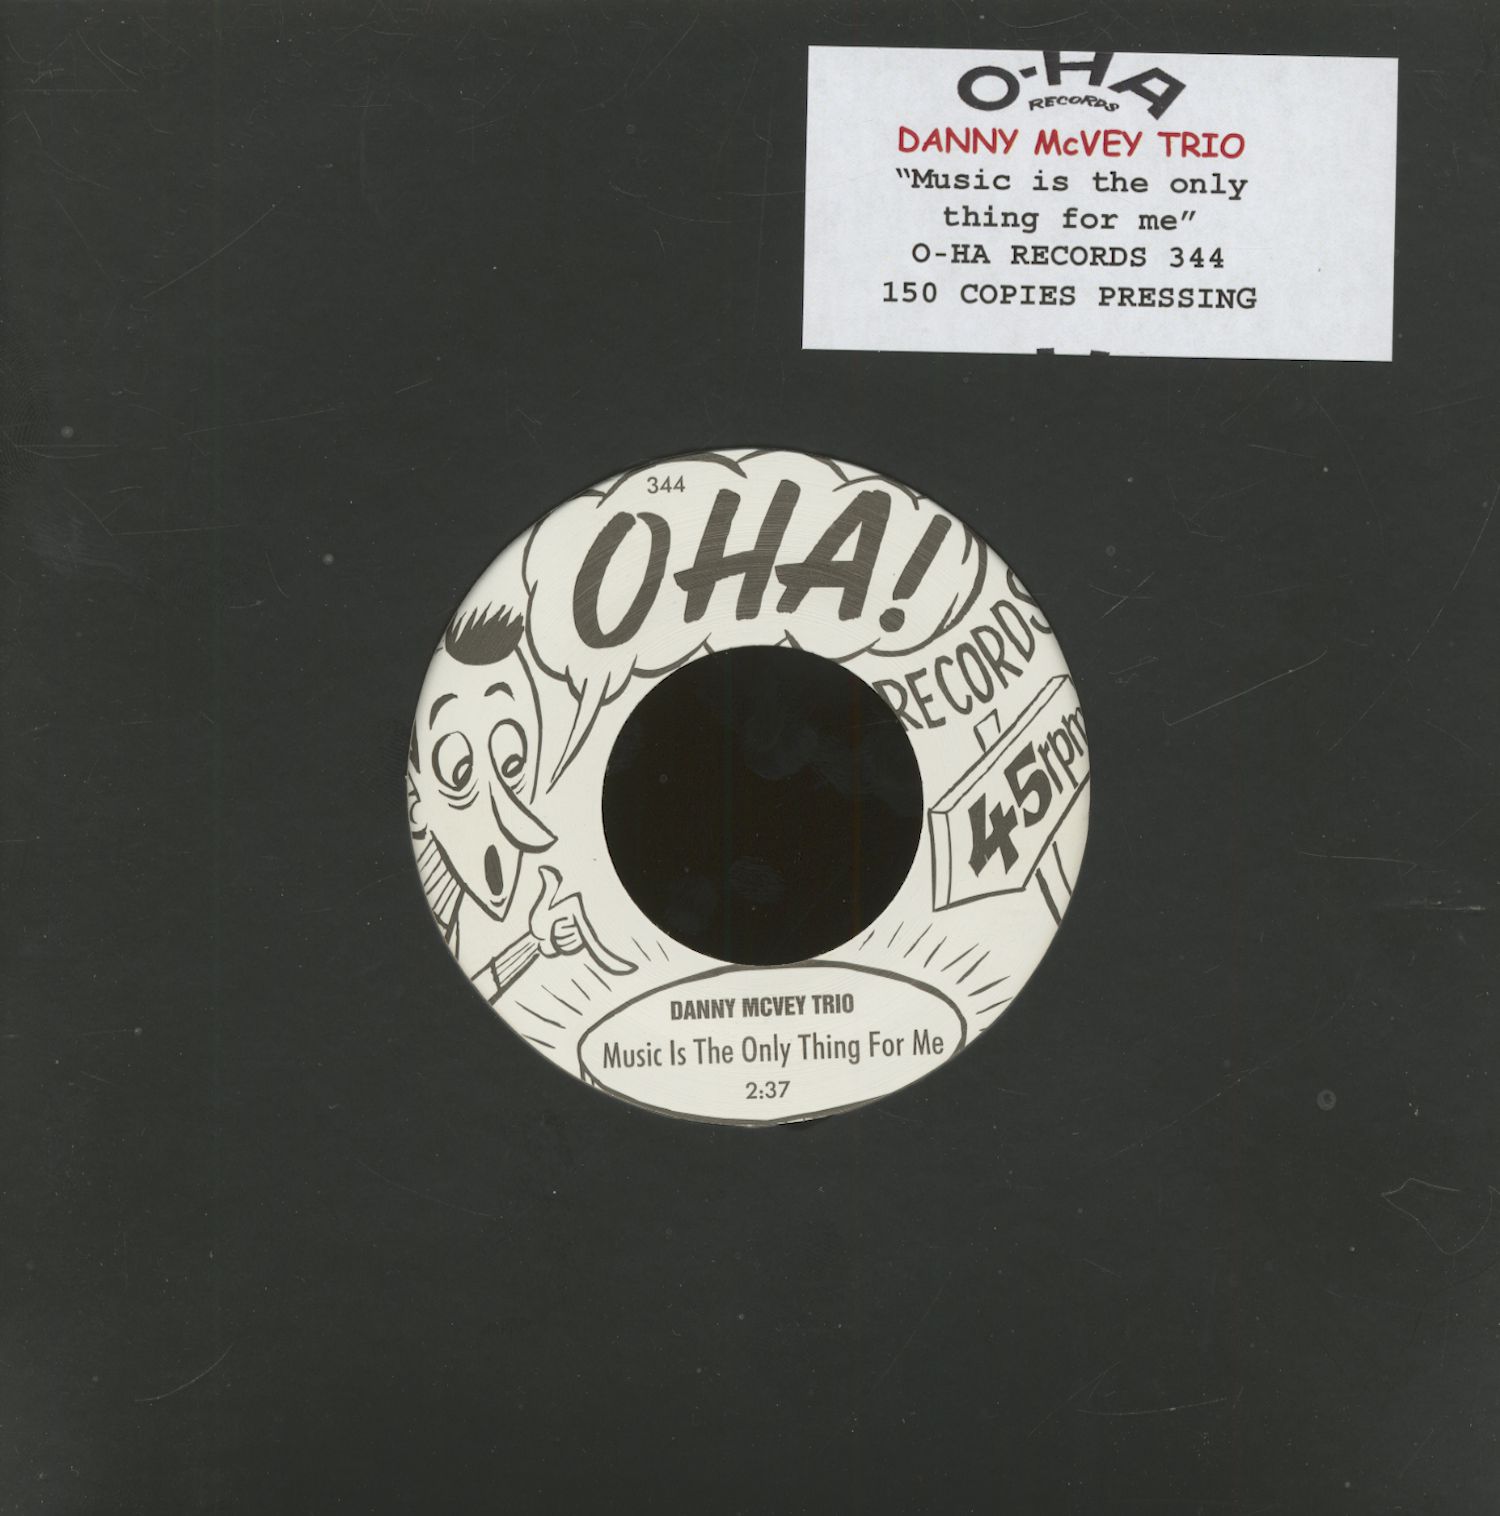 O-HA
RECORDS
DANNY McVEY TRIO
“Music is the only
thing for me”
O-HA RECORDS 344
150 COPIES PRESSING
344
OHA!
RECORDS
45rpm
DANNY MCVEY TRIO
Music Is The Only Thing For Me
2:37